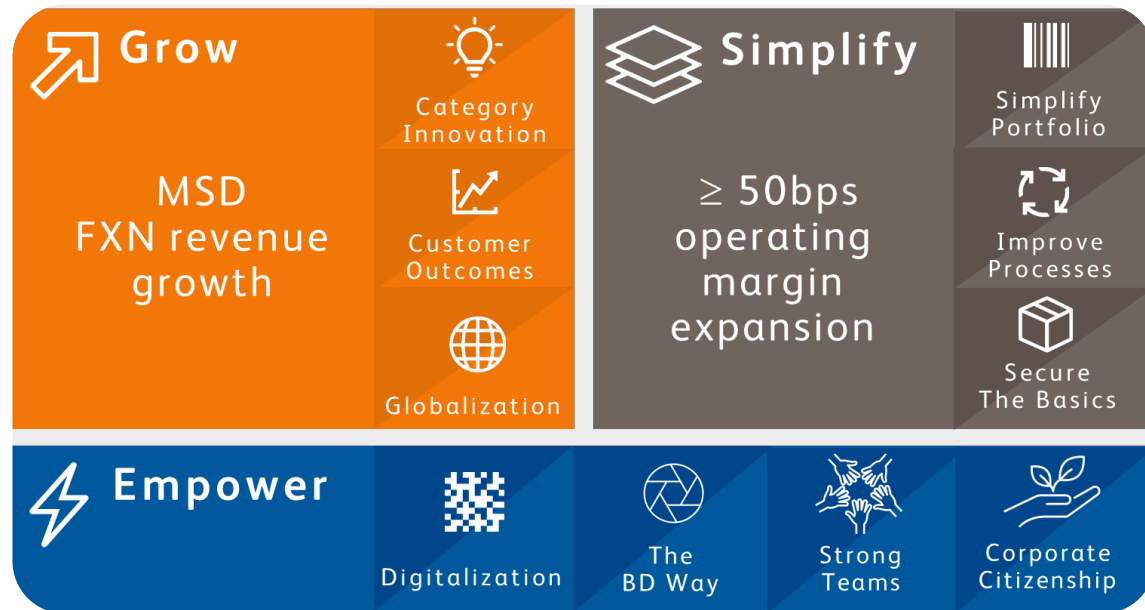 Grow
MSD
FXN revenue
growth
Category
Innovation
Customer
Outcomes
Globalization
Simplify
≥ 50bps
operating
margin
expansion
Simplify
Portfolio
Improve
Processes
Secure
The Basics
Empower
Digitalization
The
BD Way
Strong
Teams
Corporate
Citizenship